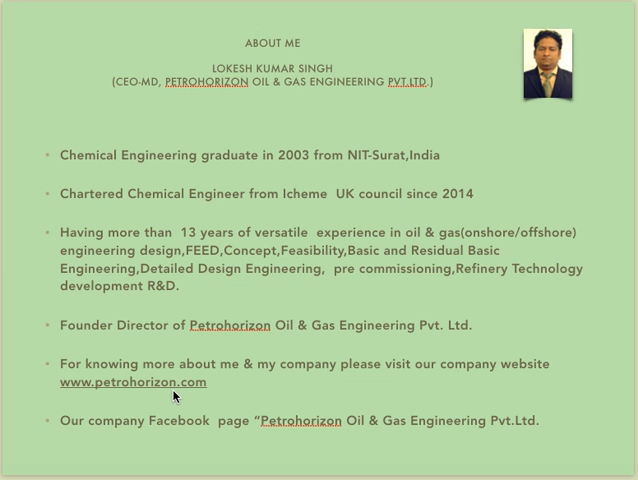 ABOUT ME
LOKESH KUMAR SINGH
(CEO-MD, PETROHORIZON OIL & GAS ENGINEERING PVT.LTD.)
• Chemical Engineering graduate in 2003 from NIT-Surat,India
• Chartered Chemical Engineer from Icheme  UK council since 2014
• Having more than  13 years of versatile  experience in oil & gas(onshore/offshore)
engineering design,FEED,Concept,Feasibility,Basic and Residual Basic
Engineering,Detailed Design Engineering,  pre commissioning,Refinery Technology
development R&D.
• Founder Director of Petrohorizon Oil & Gas Engineering Pvt. Ltd.
• For knowing more about me & my company please visit our company website
www.petrohorizon.com
• Our company Facebook  page “Petrohorizon Oil & Gas Engineering Pvt.Ltd.